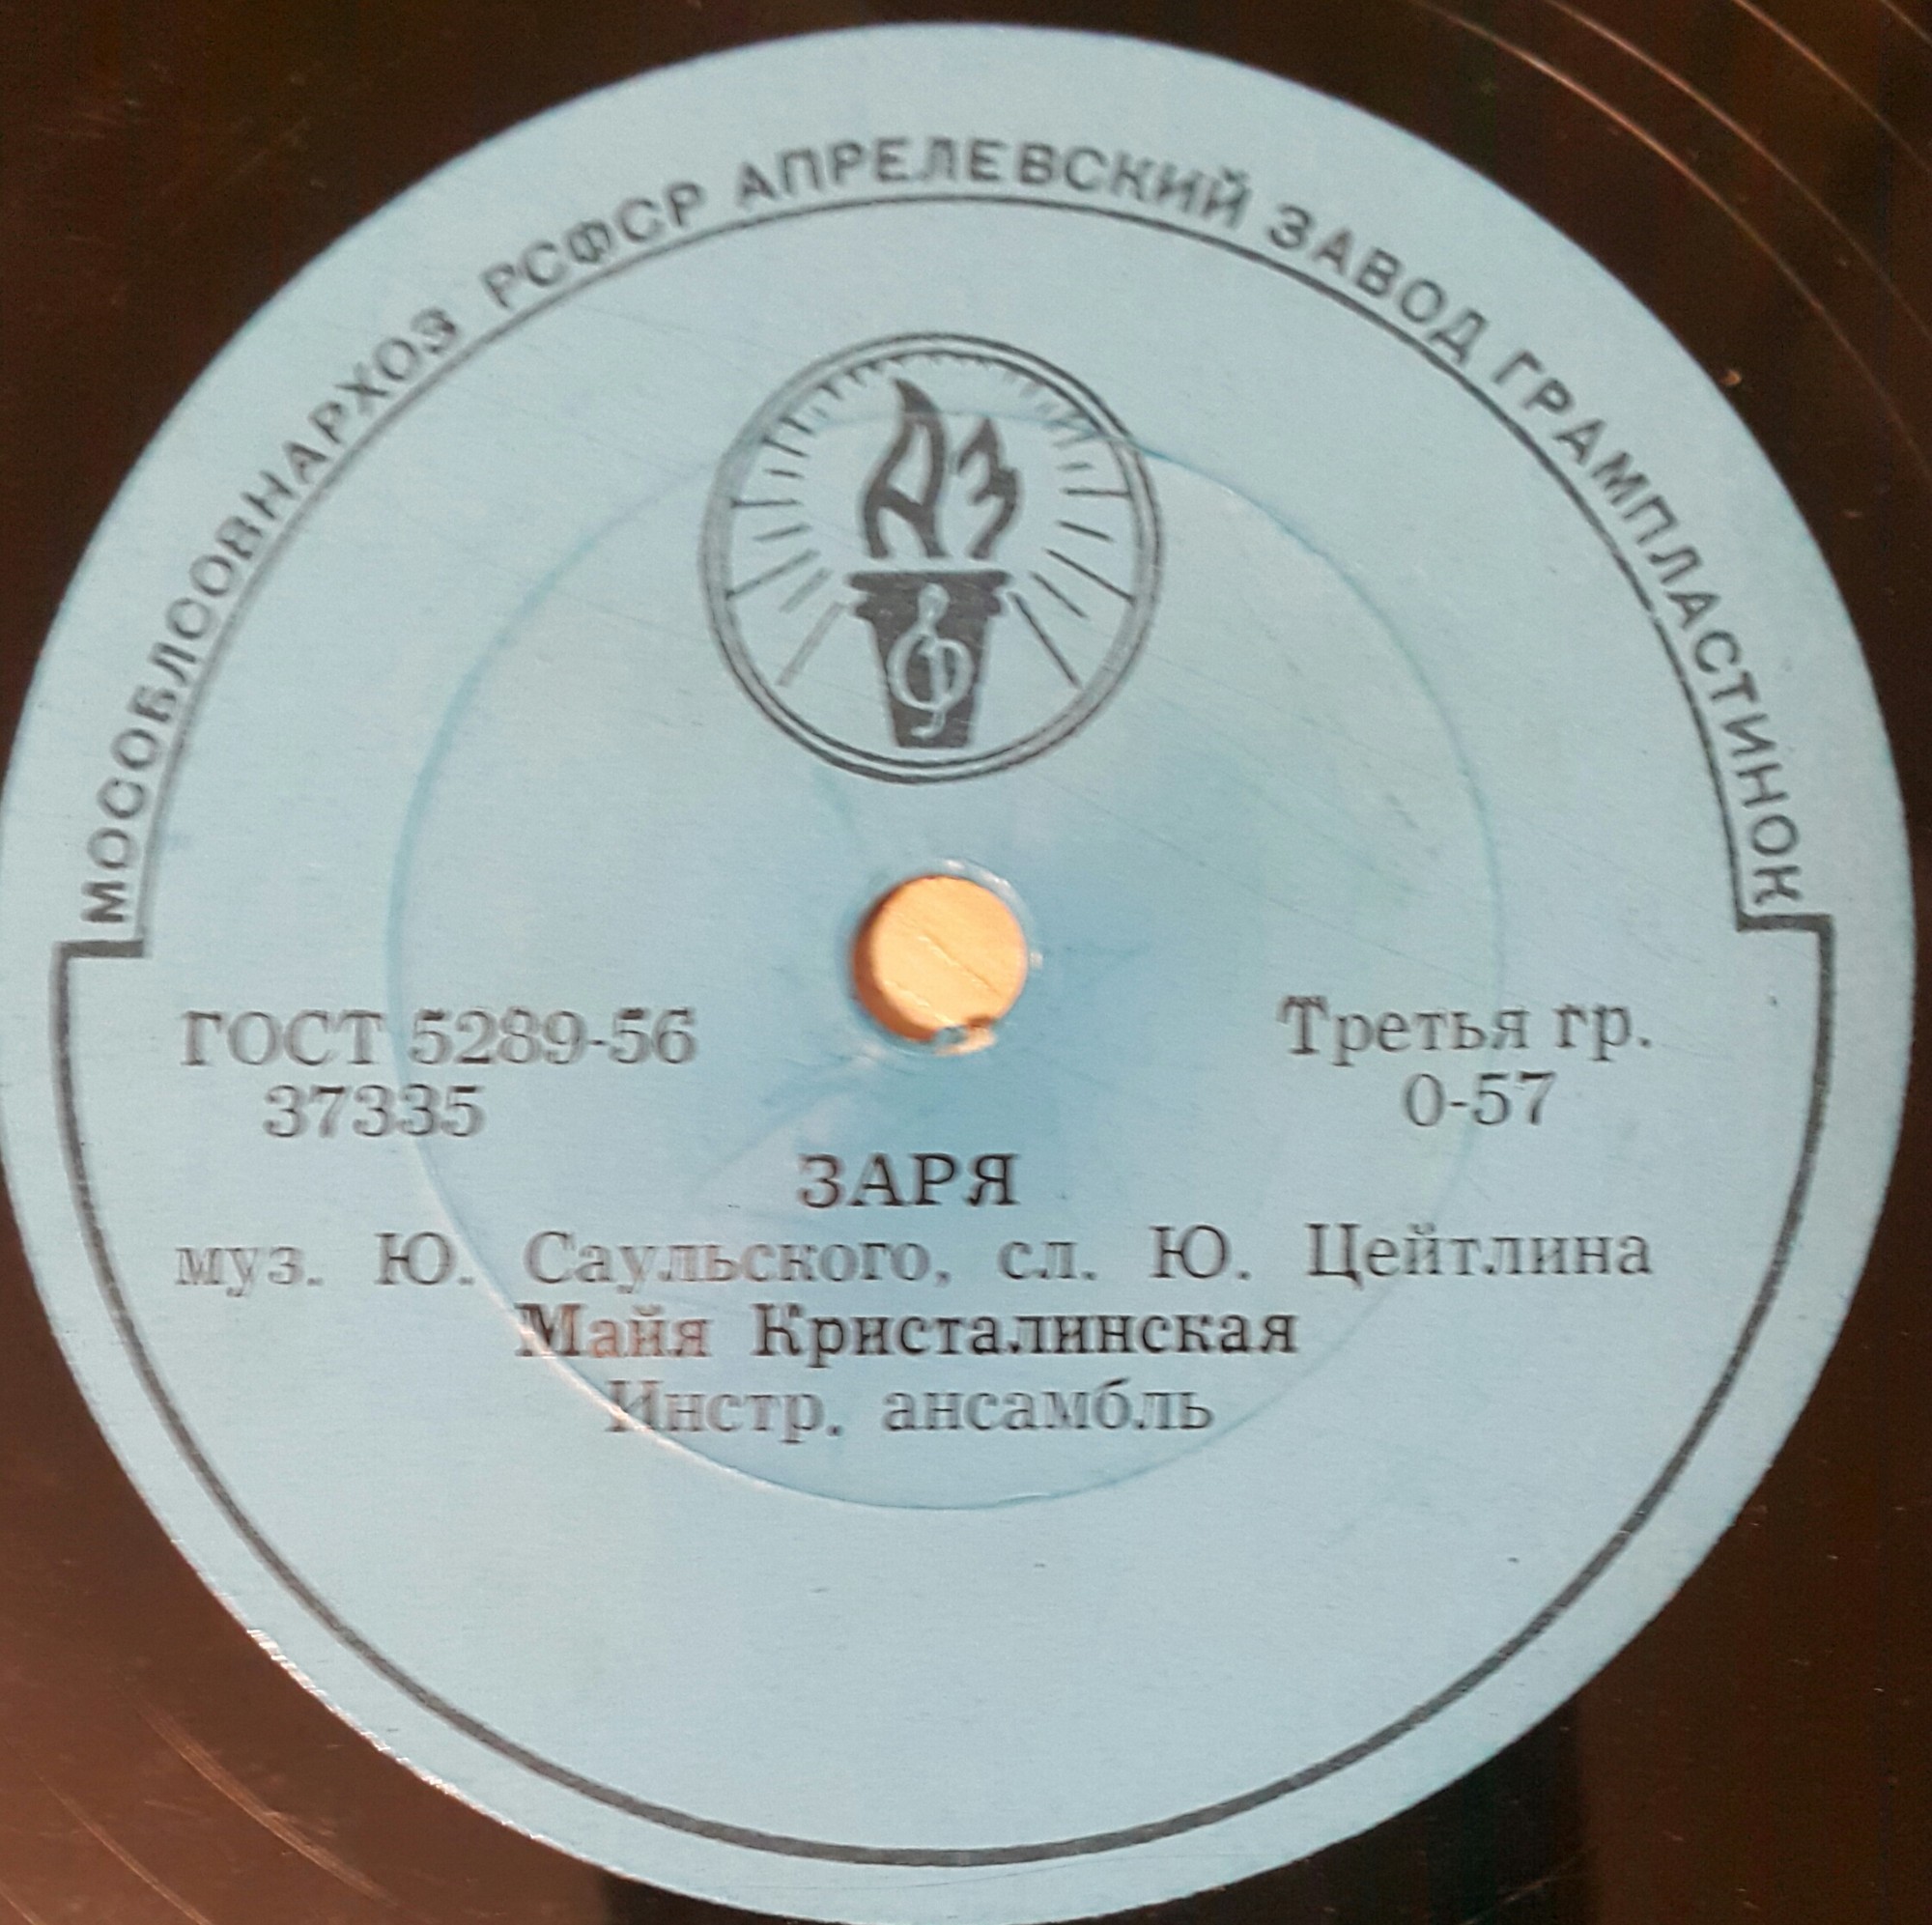 МОСОБЛСОВНАРХОЗ РСФСР АПРЕЛЕВСКИЙ ЗАВОД ГРАМПЛАСТИНОК
АЗ
ГОСТ 5289-56
37335
Третья гр.
0-57
ЗАРЯ
муз. Ю. Саульского, сл. Ю. Цейтлина
Майя Кристалинская
Инстр. ансамбль